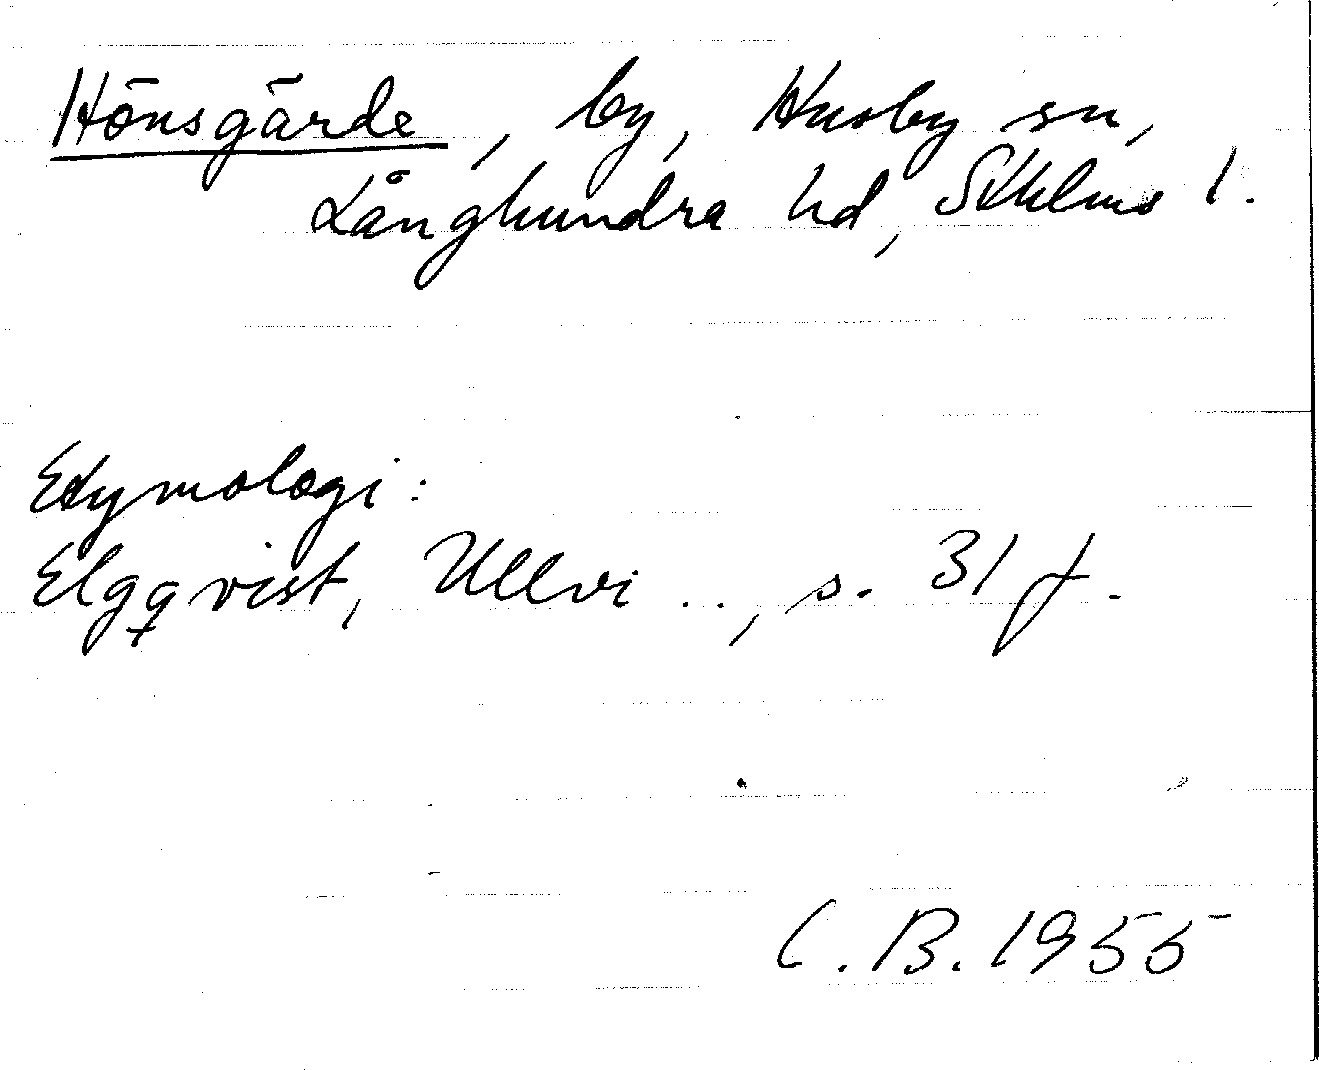 Hönsgärde, by, Husby sn,
Långhundra hd, Sthlms l.
Etymologi:
Elgqvist, Ullvi .., s. 31 f.
C.B. 1955